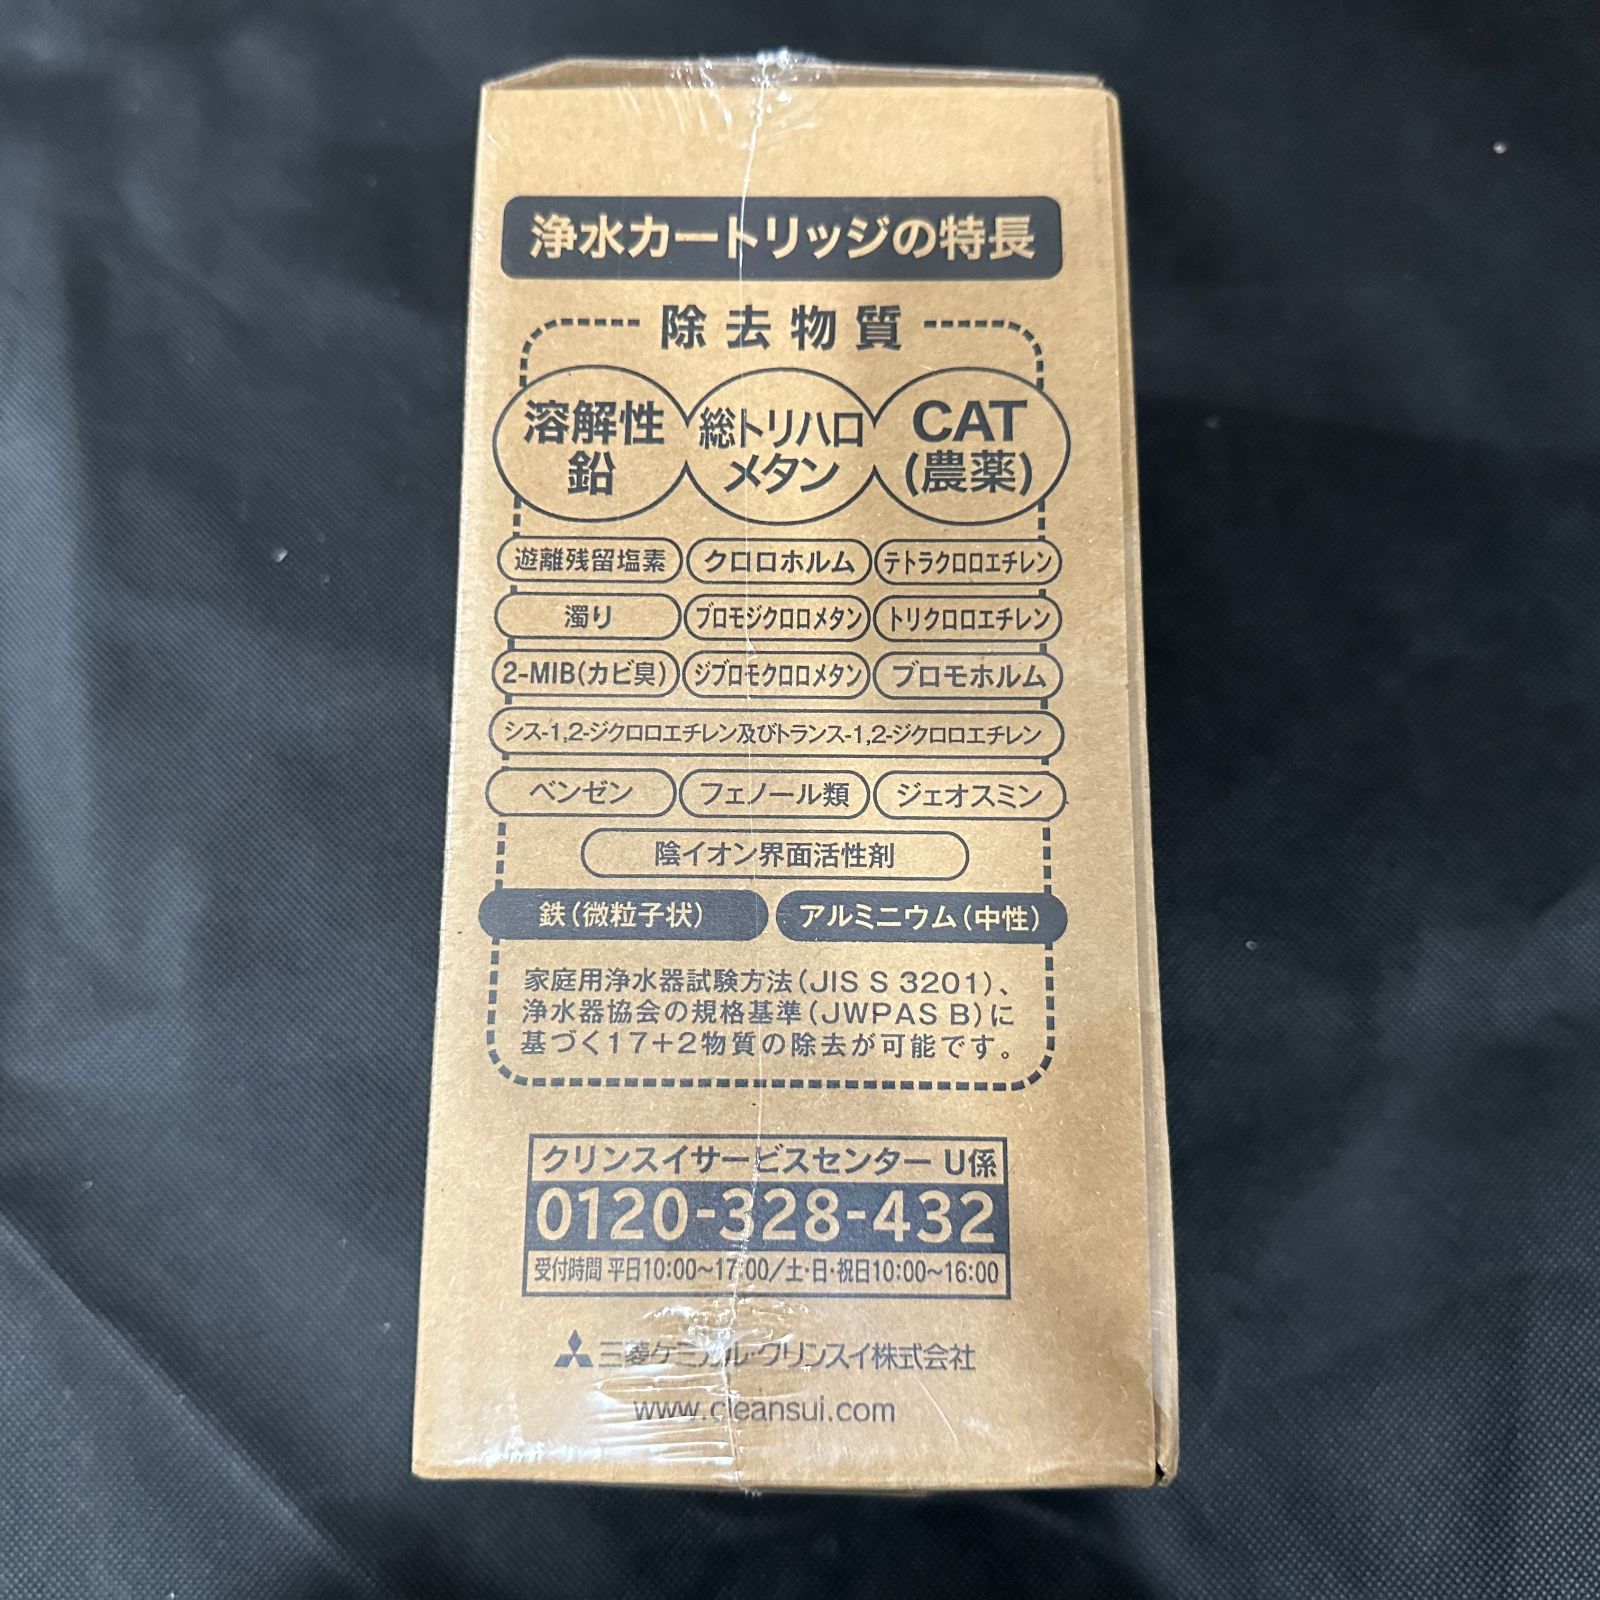 浄水カートリッジの特長
除去物質
溶解性
鉛
総トリハロ
メタン
CAT
(農薬)
遊離残留塩素 クロロホルム テトラクロロエチレン
濁り ブロモジクロロメタン トリクロロエチレン
2-MIB(カビ臭) ジブロモクロロメタン ブロモホルム
シス-1,2-ジクロロエチレン及びトランス-1,2-ジクロロエチレン
ベンゼン フェノール類 ジェオスミン
陰イオン界面活性剤
鉄(微粒子状) アルミニウム(中性)
家庭用浄水器試験方法(JIS S 3201)、
浄水器協会の規格基準(JWPAS B)に
基づく17+2物質の除去が可能です。
クリンスイサービスセンター U係
0120-328-432
受付時間 平日10:00~17:00/土・日・祝日10:00~16:00
三菱ケミカル・クリンスイ株式会社
www.cleansui.com